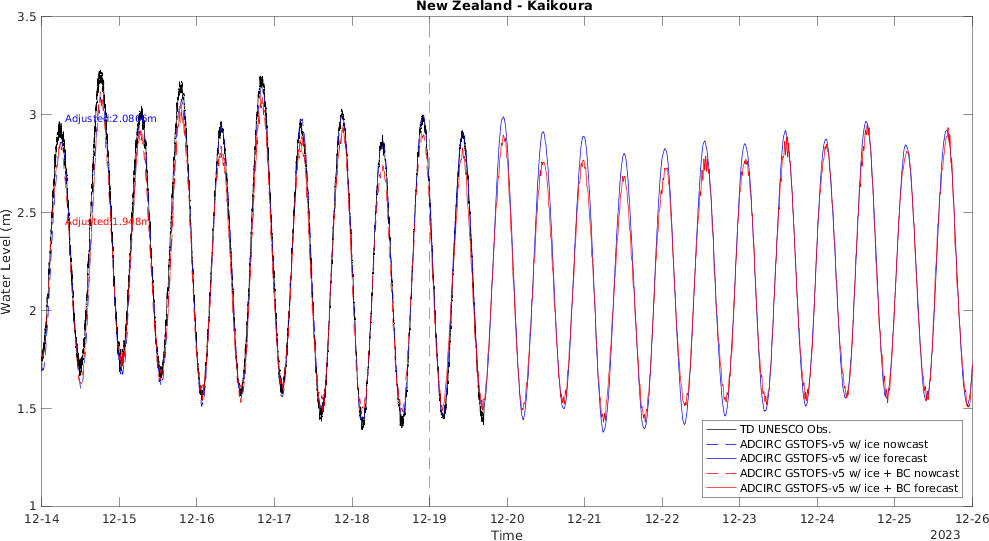 New Zealand - Kaikoura
3.5
3
2.5
2
1.5
1
Water Level (m)
Adjusted:2.0866m
Adjusted:1.948m
TD UNESCO Obs.
ADCIRC GSTOFS-v5 w/ ice nowcast
ADCIRC GSTOFS-v5 w/ ice forecast
ADCIRC GSTOFS-v5 w/ ice + BC nowcast
ADCIRC GSTOFS-v5 w/ ice + BC forecast
12-14 12-15 12-16 12-17 12-18 12-19 12-20 12-21 12-22 12-23 12-24 12-25 12-26
Time
2023